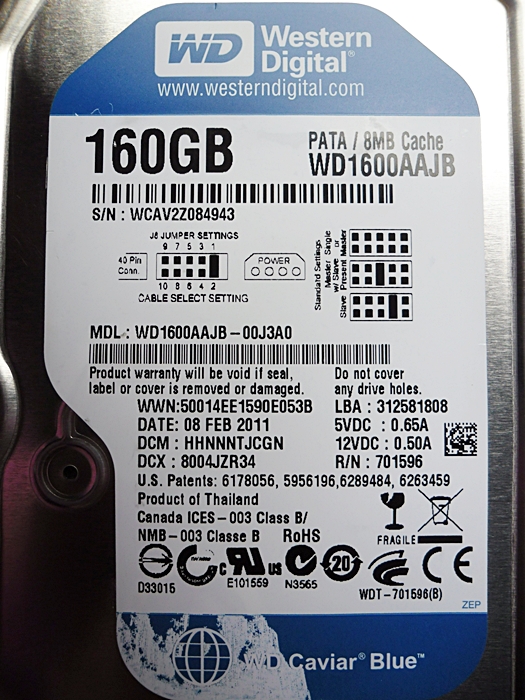 WD Western Digital®
www.westerndigital.com
160GB
PATA / 8MB Cache
WD1600AAJB
S/N : WCAV2Z084943
J8 JUMPER SETTINGS
9 7 5 3 1
40 Pin Conn.
10 8 6 4 2
CABLE SELECT SETTING
POWER
Standard Settings
Master Single or
Master w/ Slave
Slave Present
MDL : WD1600AAJB-00J3A0
Product warranty will be void if seal,
label or cover is removed or damaged.
Do not cover
any drive holes.
WWN:50014EE1590E053B
LBA : 312581808
DATE: 08 FEB 2011
5VDC : 0.65A
DCM : HHNNNTJCGN
12VDC : 0.50A
DCX : 8004JZR34
R/N : 701596
U.S. Patents: 6178056, 5956196,6289484, 6263459
Product of Thailand
Canada ICES-003 Class B/
NMB-003 Classe B RoHS
FRAGILE
D33015
c UL us
E101559
N3565
20
CE
WDT-701596(B)
ZEP
WD Caviar® Blue™